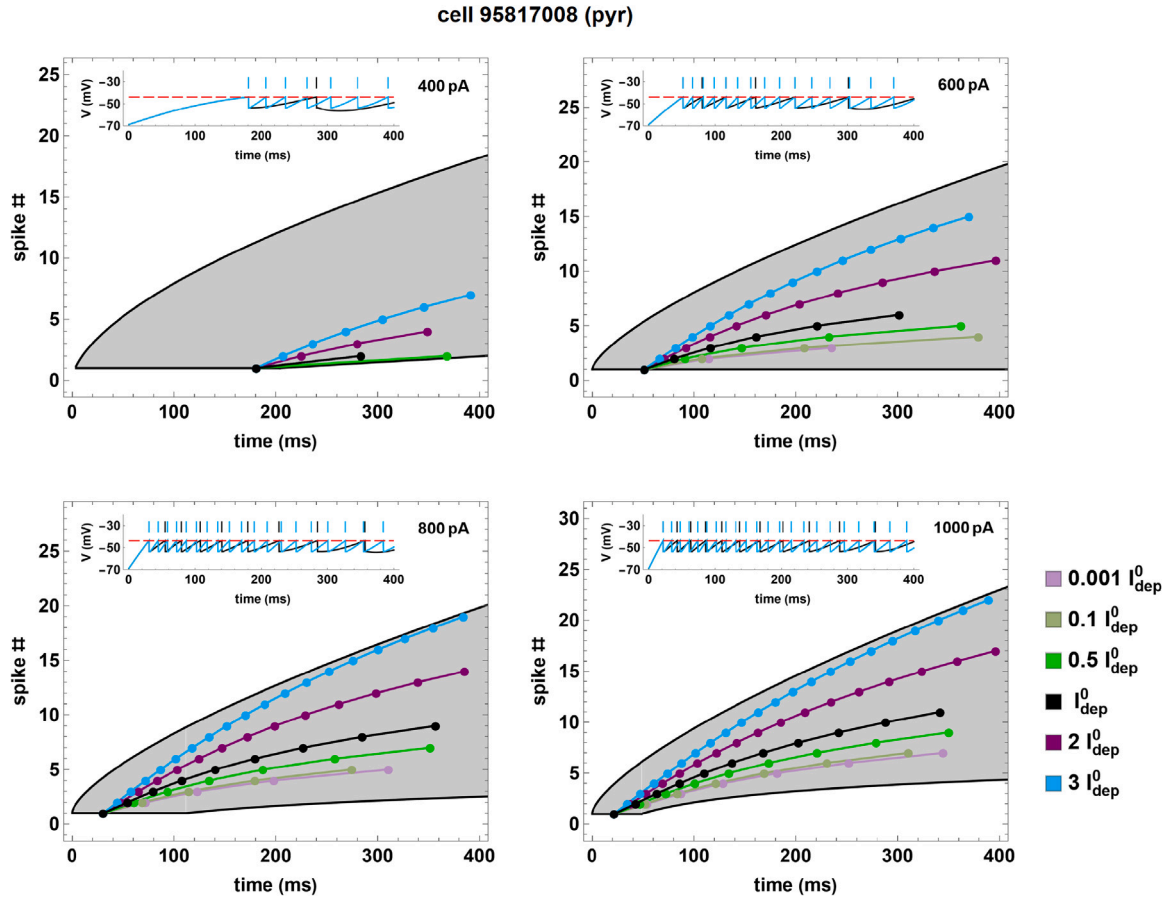 cell 95817008 (pyr)
25
20
15
10
5
0
spike #
0 100 200 300 400
time (ms)
−30
−50
−70
V (mV)
0 100 200 300 400
time (ms)
400 pA
25
20
15
10
5
0
spike #
0 100 200 300 400
time (ms)
−30
−50
−70
V (mV)
0 100 200 300 400
time (ms)
600 pA
25
20
15
10
5
0
spike #
0 100 200 300 400
time (ms)
−30
−50
−70
V (mV)
0 100 200 300 400
time (ms)
800 pA
30
25
20
15
10
5
0
spike #
0 100 200 300 400
time (ms)
−30
−50
−70
V (mV)
0 100 200 300 400
time (ms)
1000 pA
0.001 I⁰dep
0.1 I⁰dep
0.5 I⁰dep
I⁰dep
2 I⁰dep
3 I⁰dep